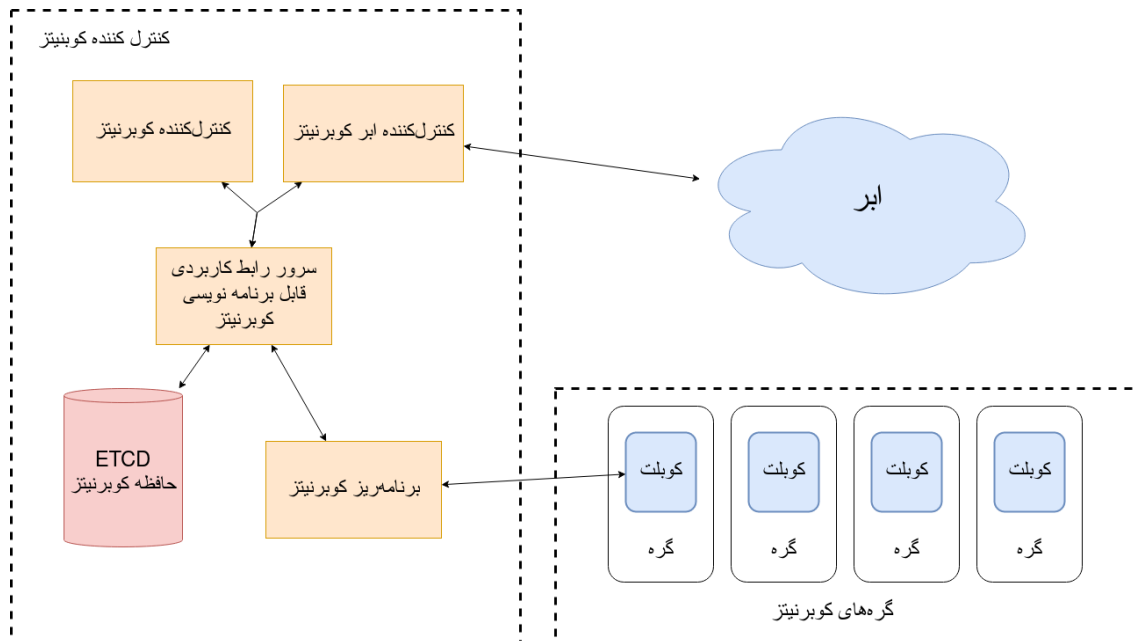 کنترل کننده کوبنیتز
کنترل‌کننده کوبرنیتز
کنترل‌کننده ابر کوبرنیتز
ابر
سرور رابط کاربردی
قابل برنامه نویسی
کوبرنیتز
ETCD
حافظه کوبرنیتز
برنامه‌ریز کوبرنیتز
کوبلت
کوبلت
کوبلت
کوبلت
گره
گره
گره
گره
گره‌های کوبرنیتز